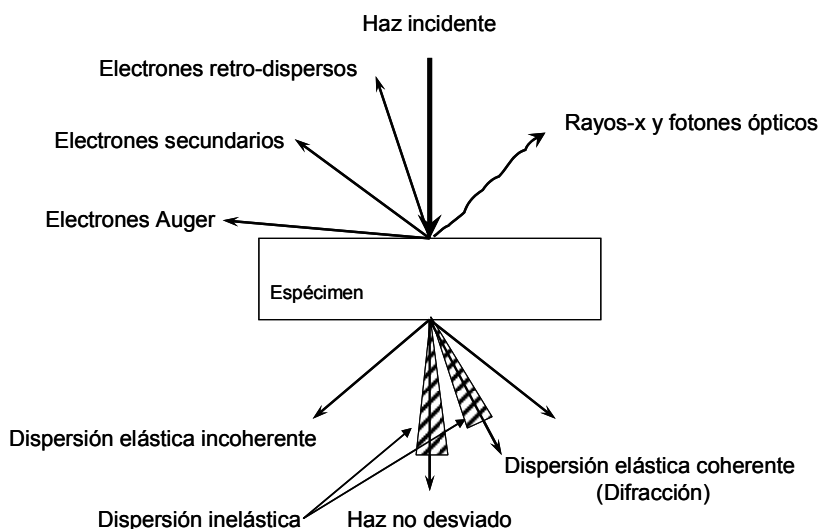 Haz incidente
Electrones retro-dispersos
Rayos-x y fotones ópticos
Electrones secundarios
Electrones Auger
Espécimen
Dispersión elástica incoherente
Dispersión elástica coherente
(Difracción)
Dispersión inelástica
Haz no desviado